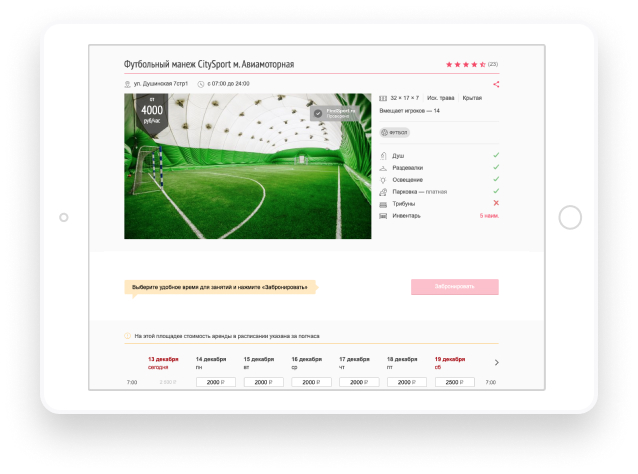 Футбольный манеж CitySport м. Авиамоторная
(23)
ул. Душинская 7стр1
с 07:00 до 24:00
от
4000
руб/час
FindSport.ru
Проверено
32 × 17 × 7 Иск. трава Крытая
Вмещает игроков — 14
ФУТБОЛ
Душ
Раздевалки
Освещение
Парковка — платная
Трибуны
Инвентарь
5 наим.
Выберите удобное время для занятий и нажмите «Забронировать»
Забронировать
На этой площадке стоимость аренды в расписании указана за полчаса
13 декабря 14 декабря 15 декабря 16 декабря 17 декабря 18 декабря 19 декабря
сегодня пн вт ср чт пт сб
7:00 2000 ₽ 2000 ₽ 2000 ₽ 2000 ₽ 2000 ₽ 2500 ₽ 7:00